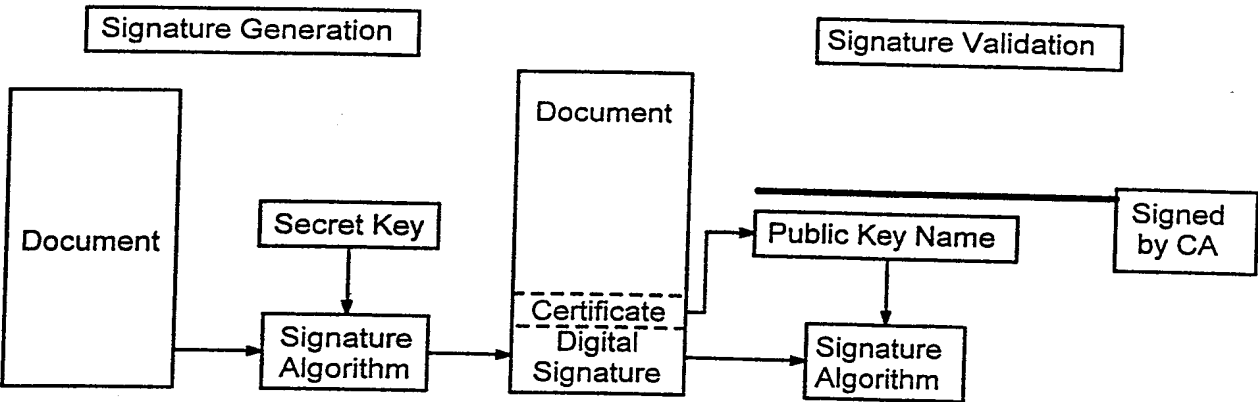 Signature Generation
Signature Validation
Document
Secret Key
Signature
Algorithm
Document
Certificate
Digital
Signature
Public Key Name
Signed
by CA
Signature
Algorithm